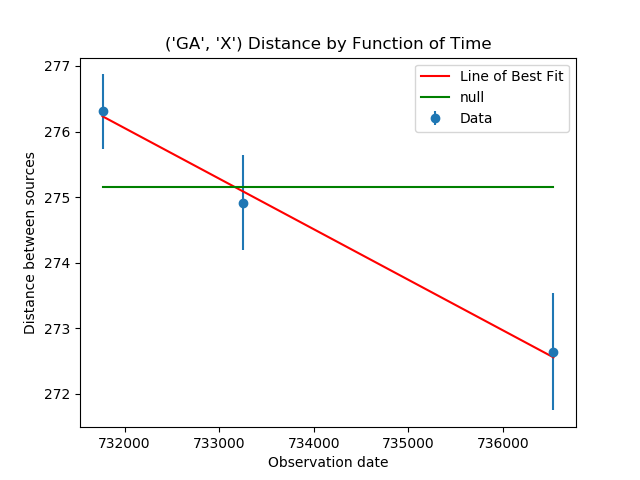 ('GA', 'X') Distance by Function of Time
277
276
275
274
273
272
Distance between sources
Line of Best Fit
null
Data
732000 733000 734000 735000 736000
Observation date